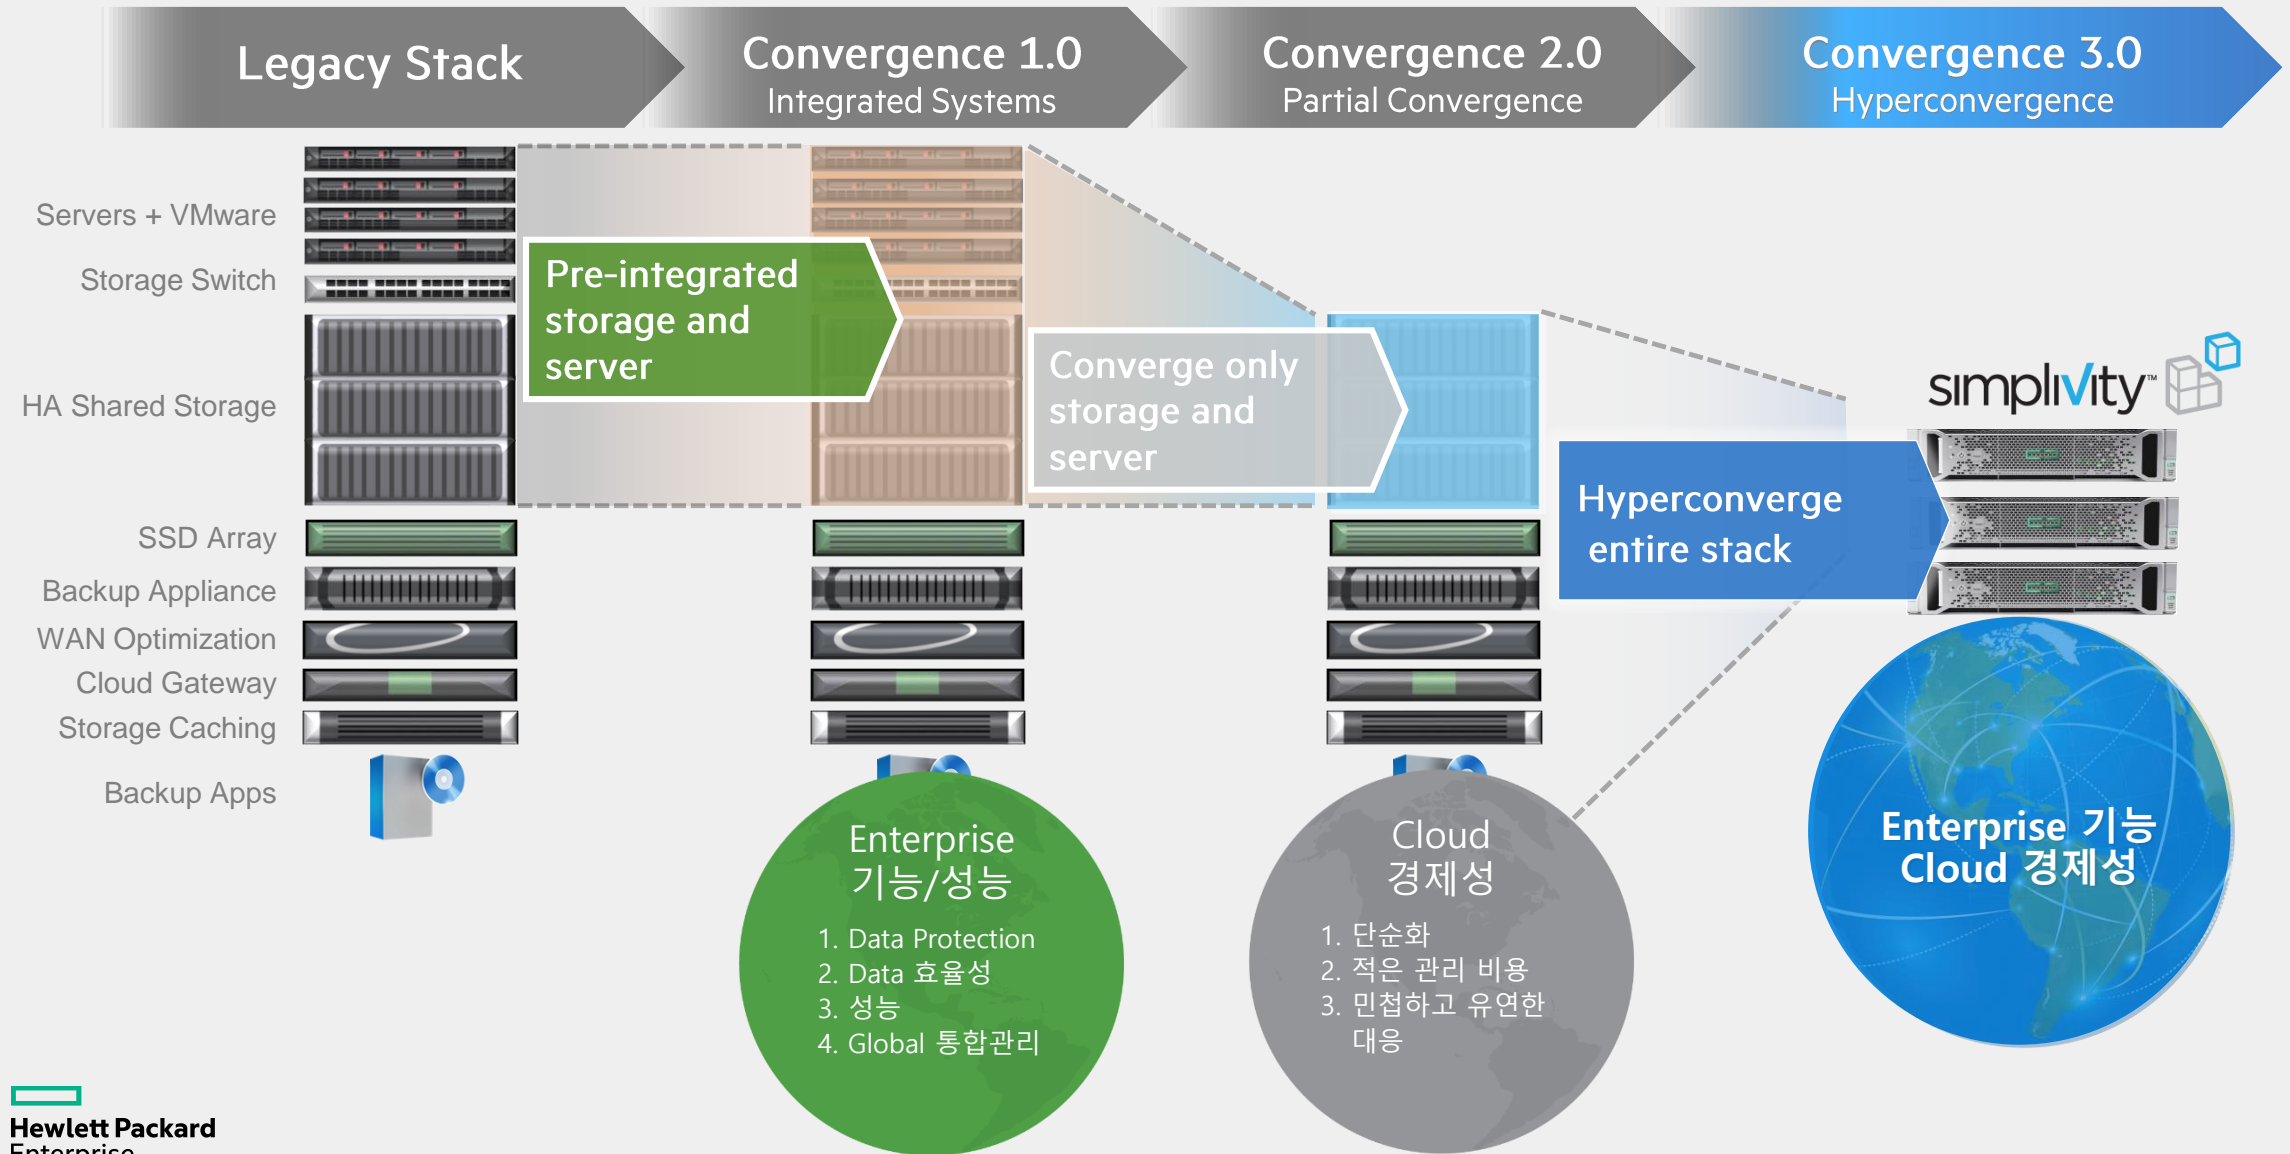 Legacy Stack
Convergence 1.0
Integrated Systems
Convergence 2.0
Partial Convergence
Convergence 3.0
Hyperconvergence
Servers + VMware
Storage Switch
HA Shared Storage
SSD Array
Backup Appliance
WAN Optimization
Cloud Gateway
Storage Caching
Backup Apps
Pre-integrated
storage and
server
Converge only
storage and
server
Hyperconverge
entire stack
simplivity™
Enterprise
기능/성능
1. Data Protection
2. Data 효율성
3. 성능
4. Global 통합관리
Cloud
경제성
1. 단순화
2. 적은 관리 비용
3. 민첩하고 유연한
대응
Enterprise 기능
Cloud 경제성
Hewlett Packard
Enterprise